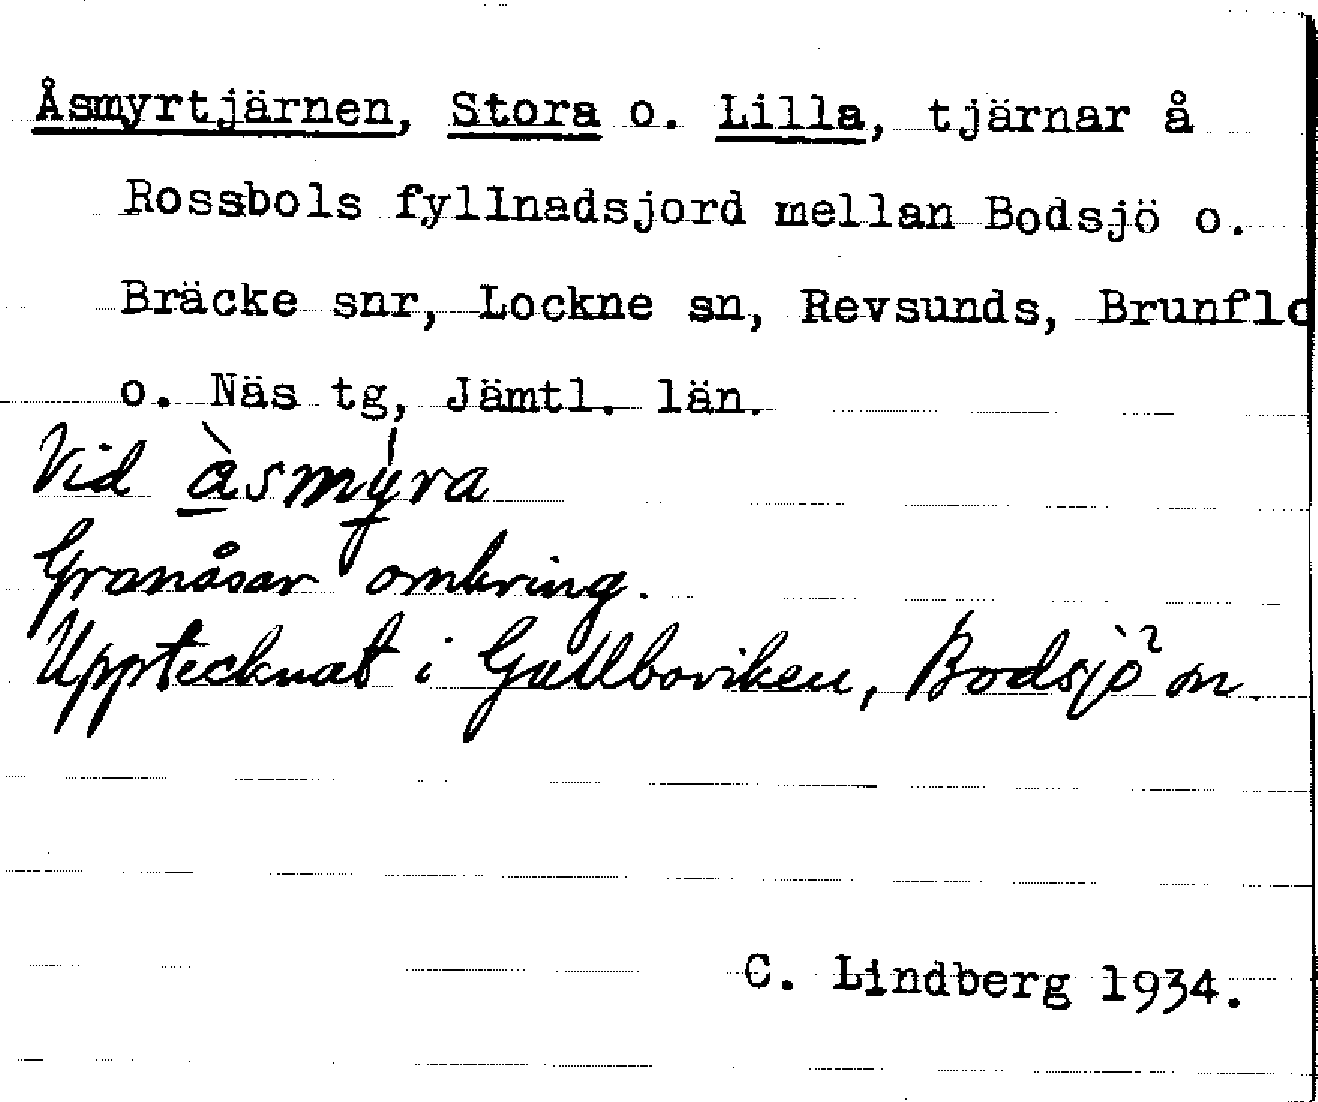 Åsmyrtjärnen, Stora o. Lilla, tjärnar å
Rossbols fyllnadsjord mellan Bodsjö o.
Bräcke snr, Lockne sn, Revsunds, Brunflo
o. Näs tg, Jämtl. län.
Vid àsmýra
Granåsar omkring.
Upptecknat i Gallboviken, Bodsjö sn.
C. Lindberg 1934.